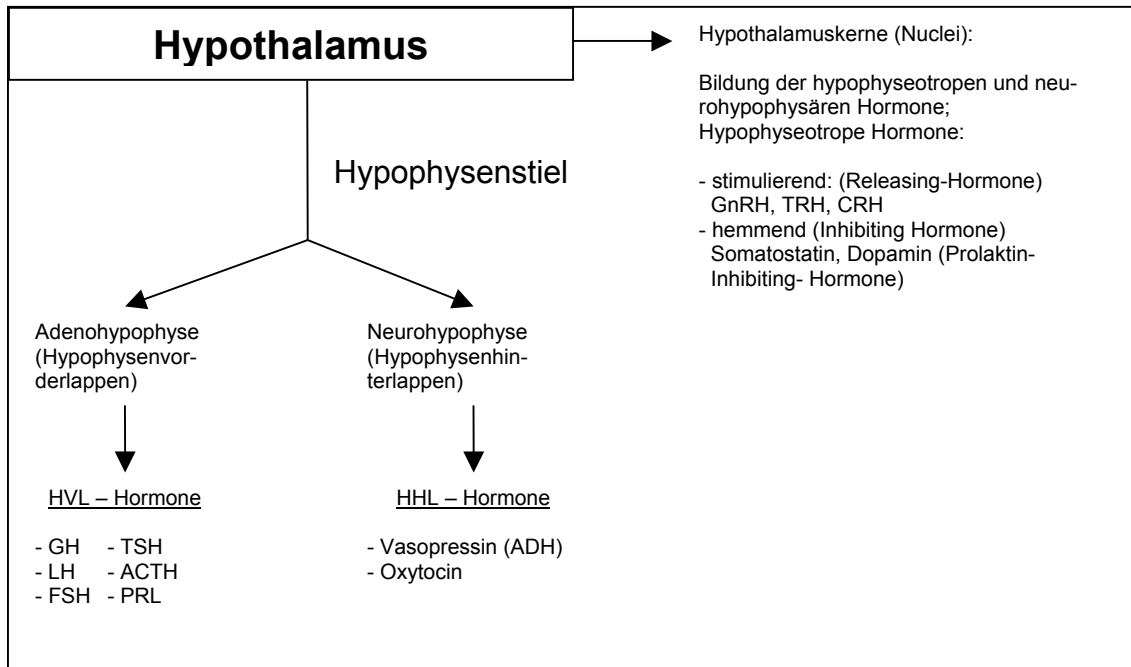 Hypothalamus
Hypothalamuskerne (Nuclei):
Bildung der hypophyseotropen und neu-
rohypophysären Hormone;
Hypophyseotrope Hormone:
- stimulierend: (Releasing-Hormone)
GnRH, TRH, CRH
- hemmend (Inhibiting Hormone)
Somatostatin, Dopamin (Prolaktin-
Inhibiting- Hormone)
Hypophysenstiel
Adenohypophyse
(Hypophysenvor-
derlappen)
Neurohypophyse
(Hypophysenhin-
terlappen)
HVL – Hormone
- GH - TSH
- LH - ACTH
- FSH - PRL
HHL – Hormone
- Vasopressin (ADH)
- Oxytocin